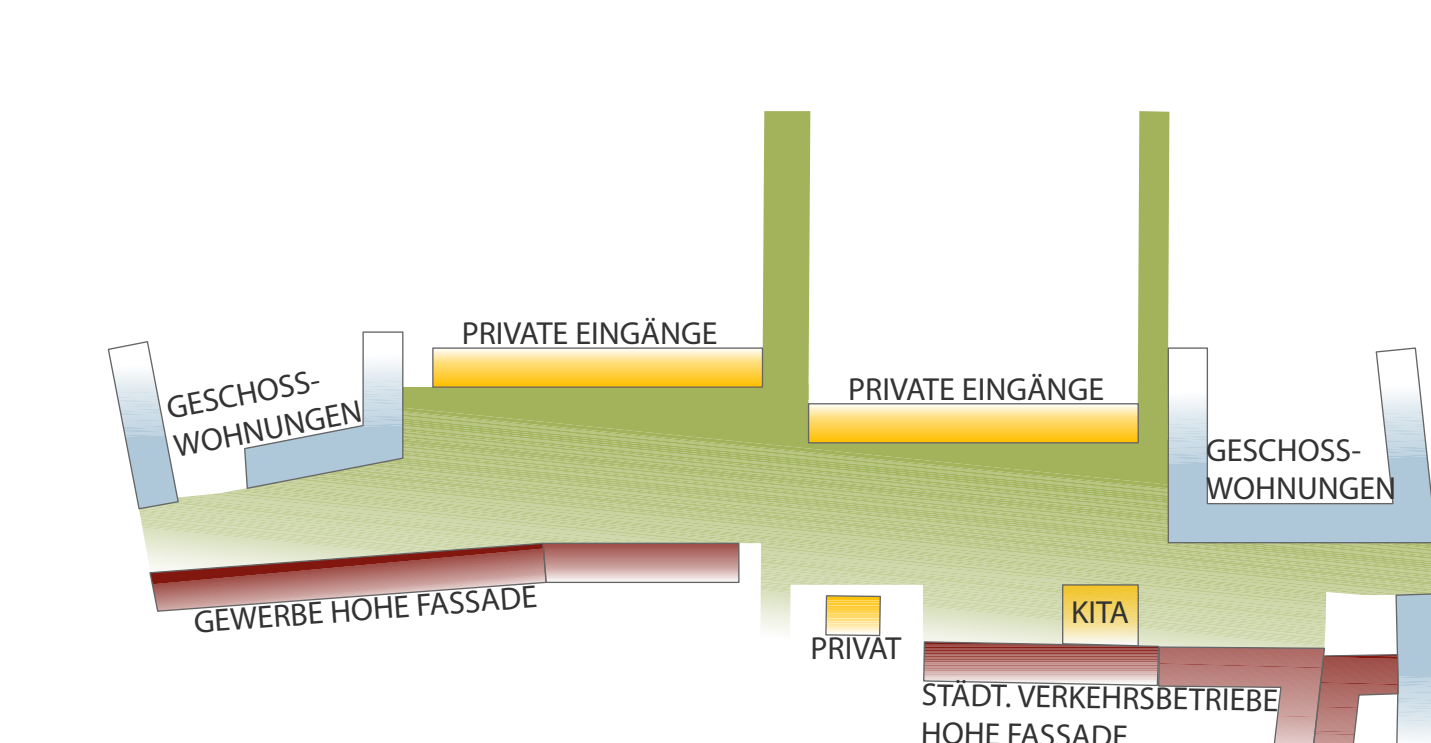 PRIVATE EINGÄNGE
GESCHOSS-
WOHNUNGEN
PRIVATE EINGÄNGE
GESCHOSS-
WOHNUNGEN
GEWERBE HOHE FASSADE
KITA
PRIVAT
STÄDT. VERKEHRSBETRIEBE
HOHE FASSADE